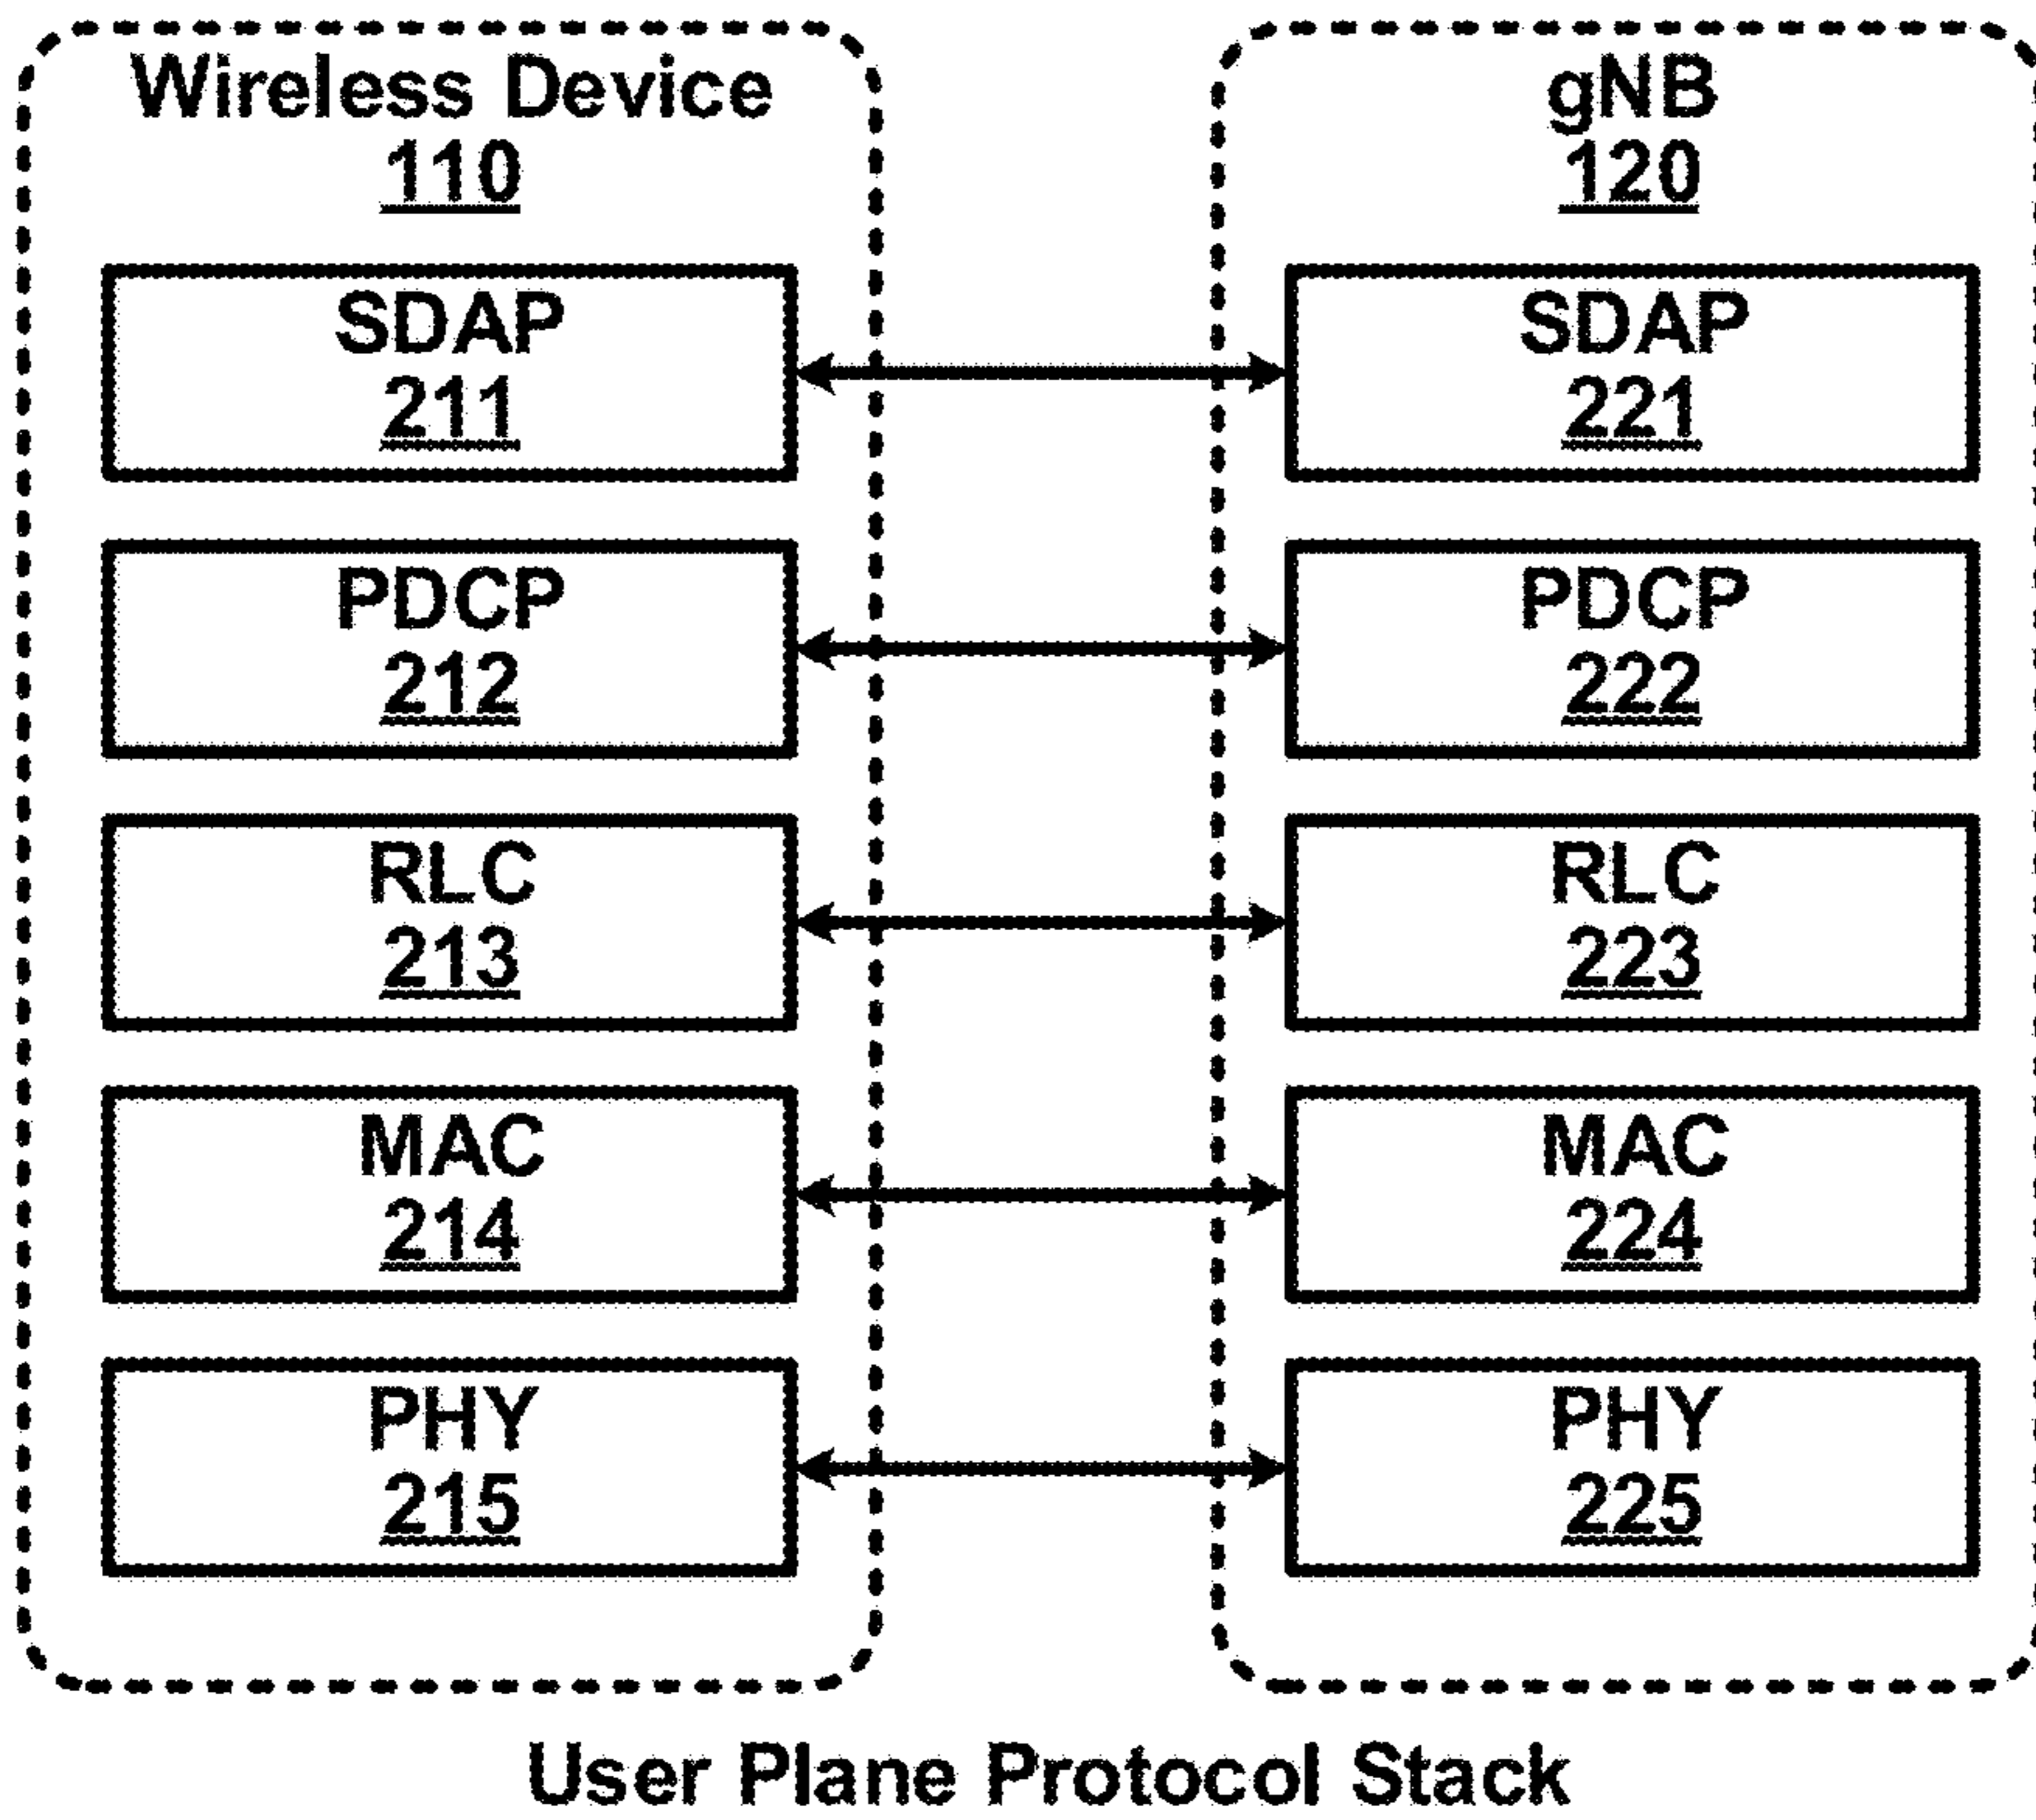 Wireless Device
110
SDAP
211
PDCP
212
RLC
213
MAC
214
PHY
215
gNB
120
SDAP
221
PDCP
222
RLC
223
MAC
224
PHY
225
User Plane Protocol Stack